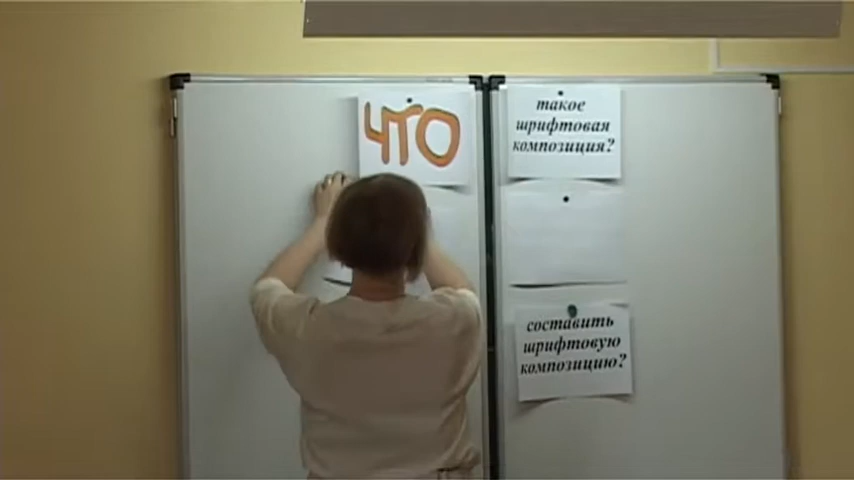 ЧТО
такое
шрифтовая
композиция?
составить
шрифтовую
композицию?